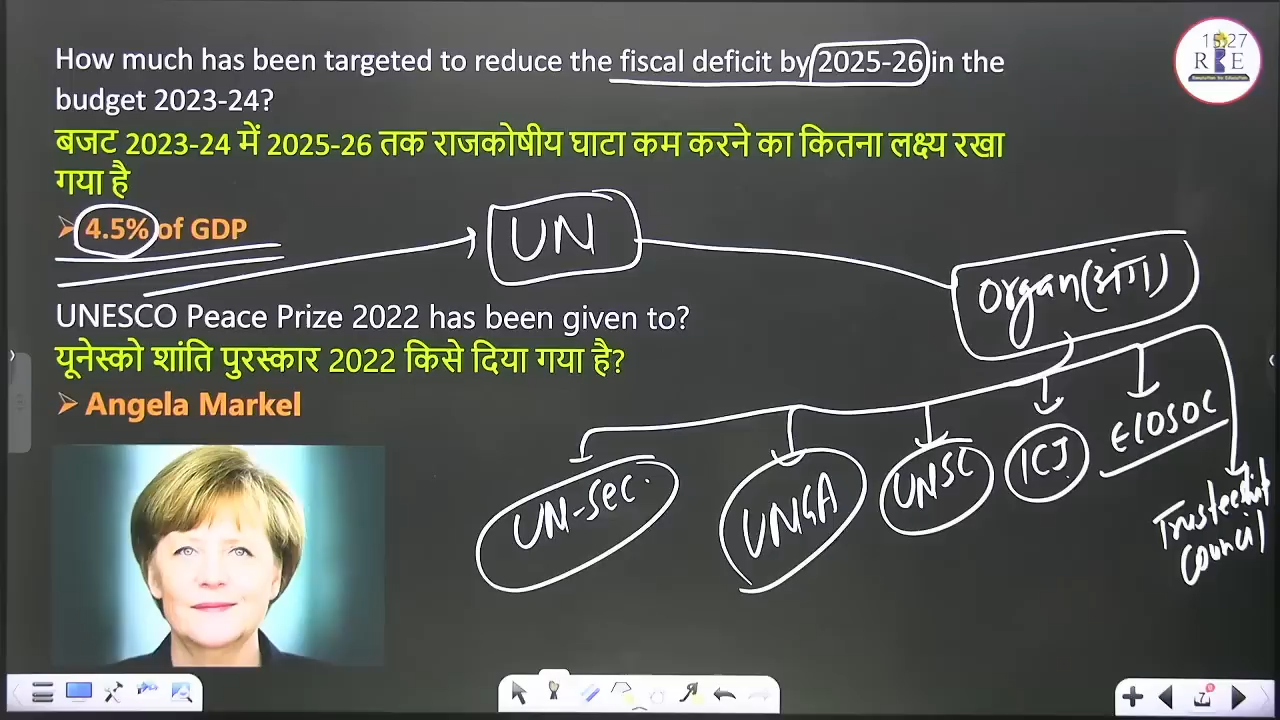 How much has been targeted to reduce the fiscal deficit by 2025-26 in the
budget 2023-24?
बजट 2023-24 में 2025-26 तक राजकोषीय घाटा कम करने का कितना लक्ष्य रखा
गया है
➢ 4.5% of GDP
UNESCO Peace Prize 2022 has been given to?
यूनेस्को शांति पुरस्कार 2022 किसे दिया गया है?
➢ Angela Markel
15:27
R E
UN
organ(अंग)
UN-sec.
UNGA
UNSC
ICJ
ECOSOC
Trusteeship
Council
7